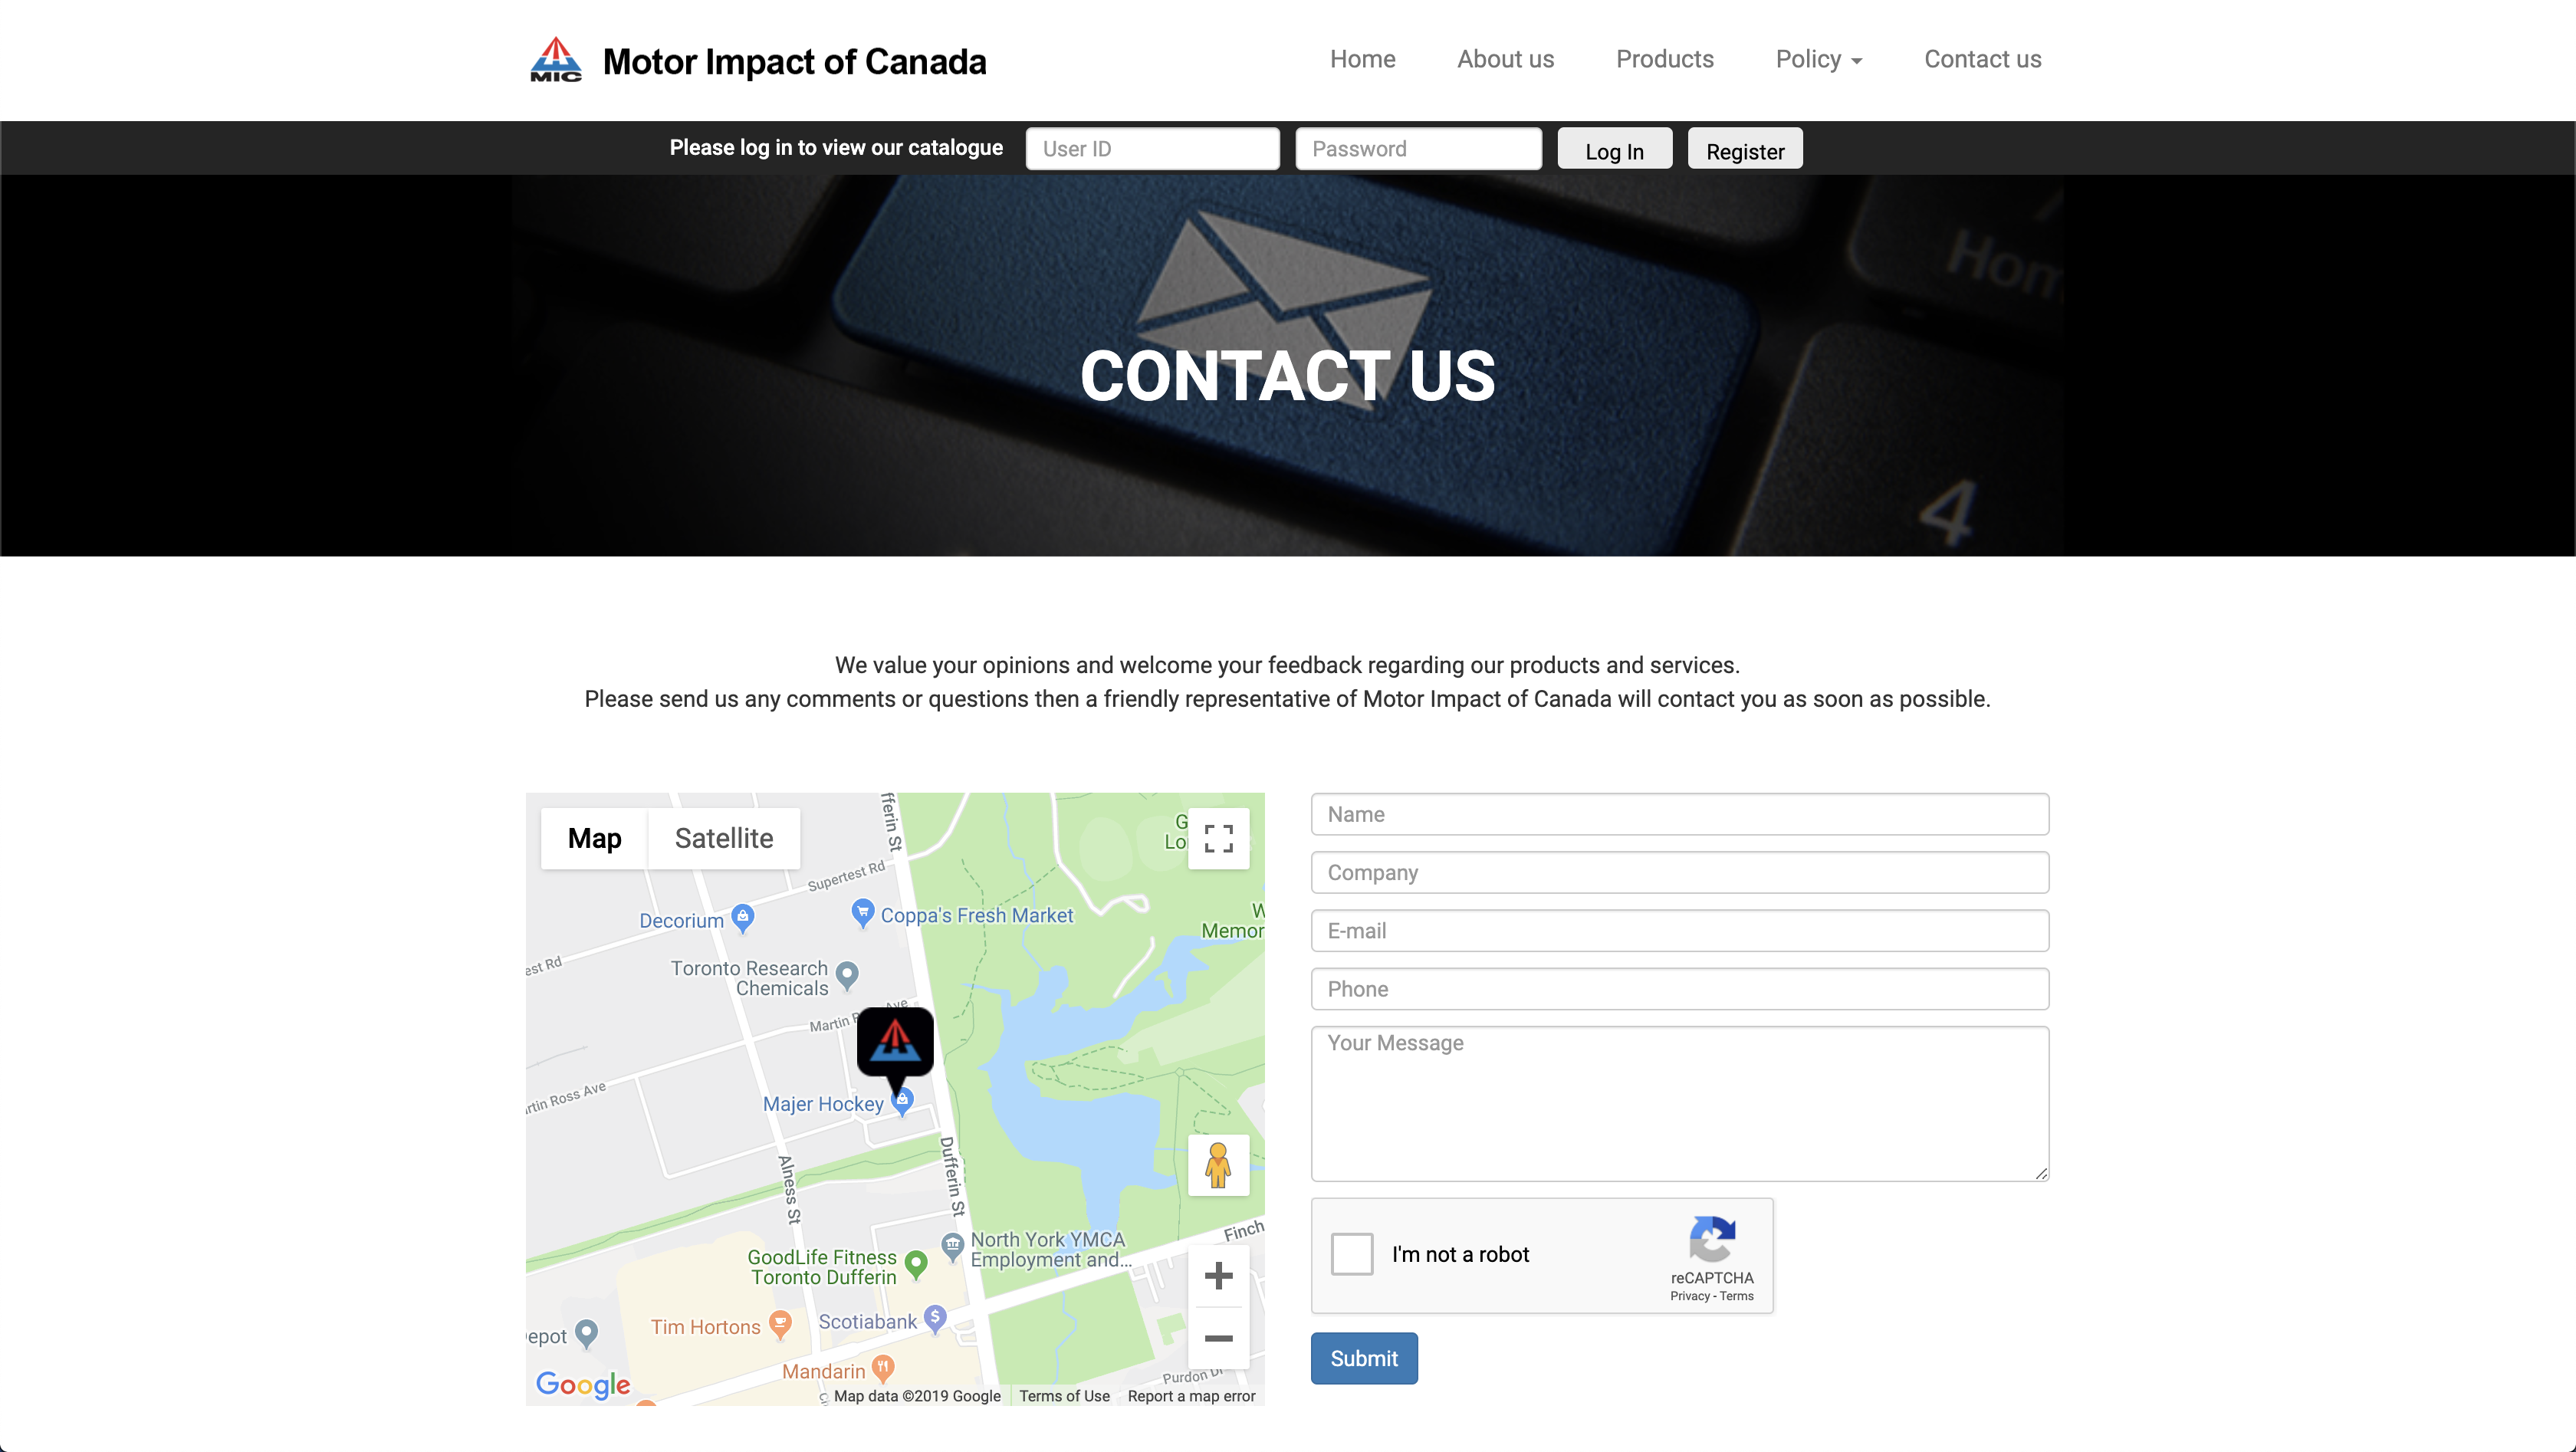 MIC
Motor Impact of Canada
Home
About us
Products
Policy
Contact us
Please log in to view our catalogue
User ID
Password
Log In
Register
CONTACT US
4
We value your opinions and welcome your feedback regarding our products and services.
Please send us any comments or questions then a friendly representative of Motor Impact of Canada will contact you as soon as possible.
Map
Satellite
fferin St
G
Lo
Supertest Rd
Decorium
Coppa's Fresh Market
W
Memor
est Rd
Toronto Research
Chemicals
Ave
Martin R
rtin Ross Ave
Majer Hockey
Dufferin St
Alness St
North York YMCA
Employment and...
Finch
GoodLife Fitness
Toronto Dufferin
Tim Hortons
Scotiabank
epot
Mandarin
Purdon Dr
Google
Map data ©2019 Google
Terms of Use
Report a map error
Name
Company
E-mail
Phone
Your Message
I'm not a robot
reCAPTCHA
Privacy - Terms
Submit